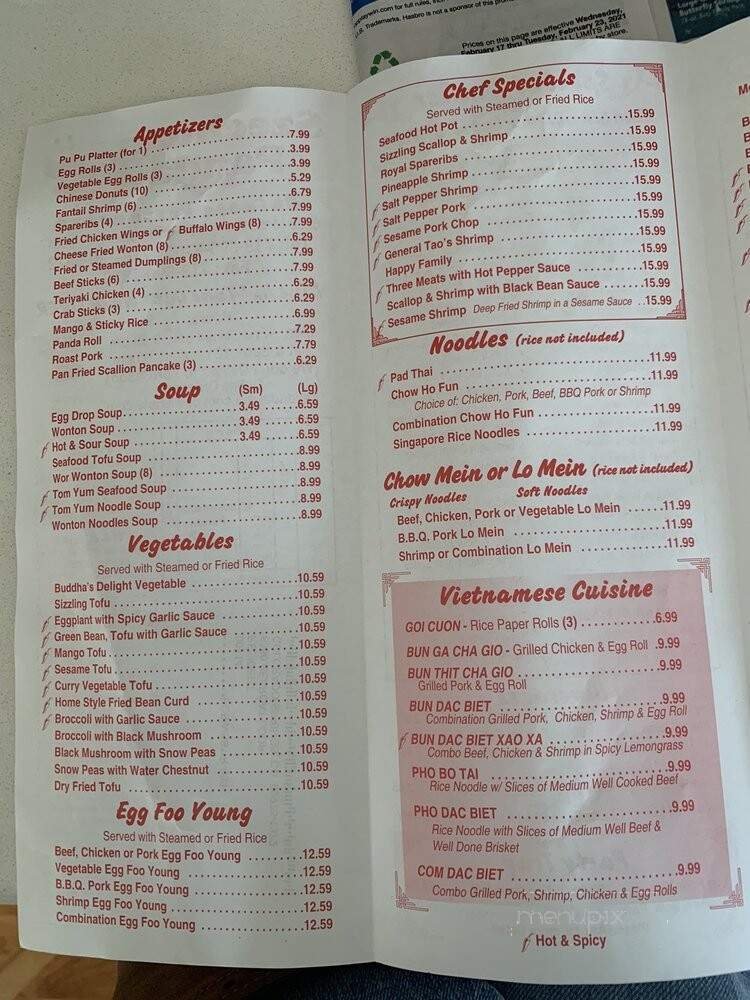 U.S. Trademarks. Hasbro is not a sponsor of this
Prices on this page are effective Wednesday,
February 17 thru Tuesday, February 23, 2021
ALL LIMITS ARE
Appetizers
Pu Pu Platter (for 1) 7.99
Egg Rolls (3) 3.99
Vegetable Egg Rolls (3) 3.99
Chinese Donuts (10) 5.29
Fantail Shrimp (6) 6.79
Spareribs (4) 7.99
Fried Chicken Wings or Buffalo Wings (8) 7.99
Cheese Fried Wonton (8) 6.29
Fried or Steamed Dumplings (8) 7.99
Beef Sticks (6) 7.99
Teriyaki Chicken (4) 6.29
Crab Sticks (3) 6.29
Mango & Sticky Rice 6.99
Panda Roll 7.29
Roast Pork 7.79
Pan Fried Scallion Pancake (3) 6.29
Soup (Sm) (Lg)
Egg Drop Soup 3.49 6.59
Wonton Soup 3.49 6.59
Hot & Sour Soup 3.49 6.59
Seafood Tofu Soup 8.99
Wor Wonton Soup (8) 8.99
Tom Yum Seafood Soup 8.99
Tom Yum Noodle Soup 8.99
Wonton Noodles Soup 8.99
Vegetables
Served with Steamed or Fried Rice
Buddha's Delight Vegetable 10.59
Sizzling Tofu 10.59
Eggplant with Spicy Garlic Sauce 10.59
Green Bean, Tofu with Garlic Sauce 10.59
Mango Tofu 10.59
Sesame Tofu 10.59
Curry Vegetable Tofu 10.59
Home Style Fried Bean Curd 10.59
Broccoli with Garlic Sauce 10.59
Broccoli with Black Mushroom 10.59
Black Mushroom with Snow Peas 10.59
Snow Peas with Water Chestnut 10.59
Dry Fried Tofu 10.59
Egg Foo Young
Served with Steamed or Fried Rice
Beef, Chicken or Pork Egg Foo Young 12.59
Vegetable Egg Foo Young 12.59
B.B.Q. Pork Egg Foo Young 12.59
Shrimp Egg Foo Young 12.59
Combination Egg Foo Young 12.59
Chef Specials
Served with Steamed or Fried Rice
Seafood Hot Pot 15.99
Sizzling Scallop & Shrimp 15.99
Royal Spareribs 15.99
Pineapple Shrimp 15.99
Salt Pepper Shrimp 15.99
Salt Pepper Pork 15.99
Sesame Pork Chop 15.99
General Tao's Shrimp 15.99
Happy Family 15.99
Three Meats with Hot Pepper Sauce 15.99
Scallop & Shrimp with Black Bean Sauce 15.99
Sesame Shrimp Deep Fried Shrimp in a Sesame Sauce 15.99
Noodles (rice not included)
Pad Thai 11.99
Chow Ho Fun 11.99
Choice of: Chicken, Pork, Beef, BBQ Pork or Shrimp
Combination Chow Ho Fun 11.99
Singapore Rice Noodles 11.99
Chow Mein or Lo Mein (rice not included)
Crispy Noodles Soft Noodles
Beef, Chicken, Pork or Vegetable Lo Mein 11.99
B.B.Q. Pork Lo Mein 11.99
Shrimp or Combination Lo Mein 11.99
Vietnamese Cuisine
GOI CUON - Rice Paper Rolls (3) 6.99
BUN GA CHA GIO - Grilled Chicken & Egg Roll .9.99
BUN THIT CHA GIO 9.99
Grilled Pork & Egg Roll
BUN DAC BIET 9.99
Combination Grilled Pork, Chicken, Shrimp & Egg Roll
BUN DAC BIET XAO XA 9.99
Combo Beef, Chicken & Shrimp in Spicy Lemongrass
PHO BO TAI 9.99
Rice Noodle w/ Slices of Medium Well Cooked Beef
PHO DAC BIET 9.99
Rice Noodle with Slices of Medium Well Beef &
Well Done Brisket
COM DAC BIET 9.99
Combo Grilled Pork, Shrimp, Chicken & Egg Rolls
menupix
Hot & Spicy